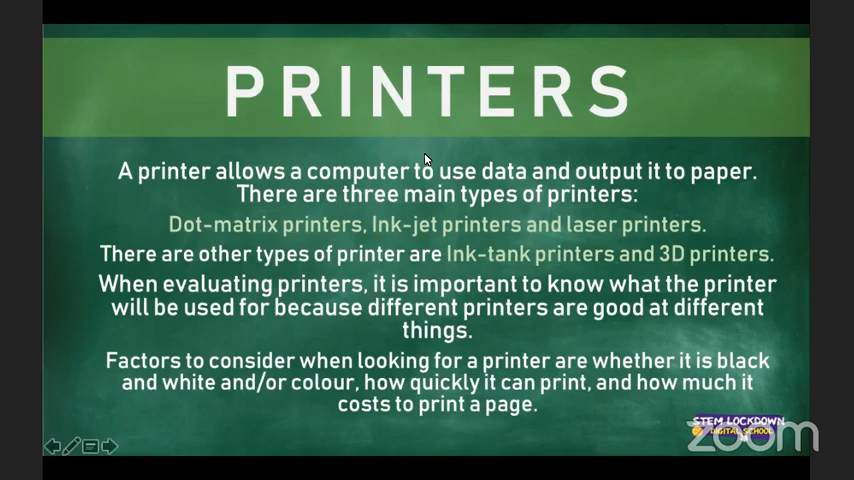 PRINTERS
A printer allows a computer to use data and output it to paper.
There are three main types of printers:
Dot-matrix printers, Ink-jet printers and laser printers.
There are other types of printer are Ink-tank printers and 3D printers.
When evaluating printers, it is important to know what the printer
will be used for because different printers are good at different
things.
Factors to consider when looking for a printer are whether it is black
and white and/or colour, how quickly it can print, and how much it
costs to print a page.
STEM LOCKDOWN
DIGITAL SCHOOL
zoom